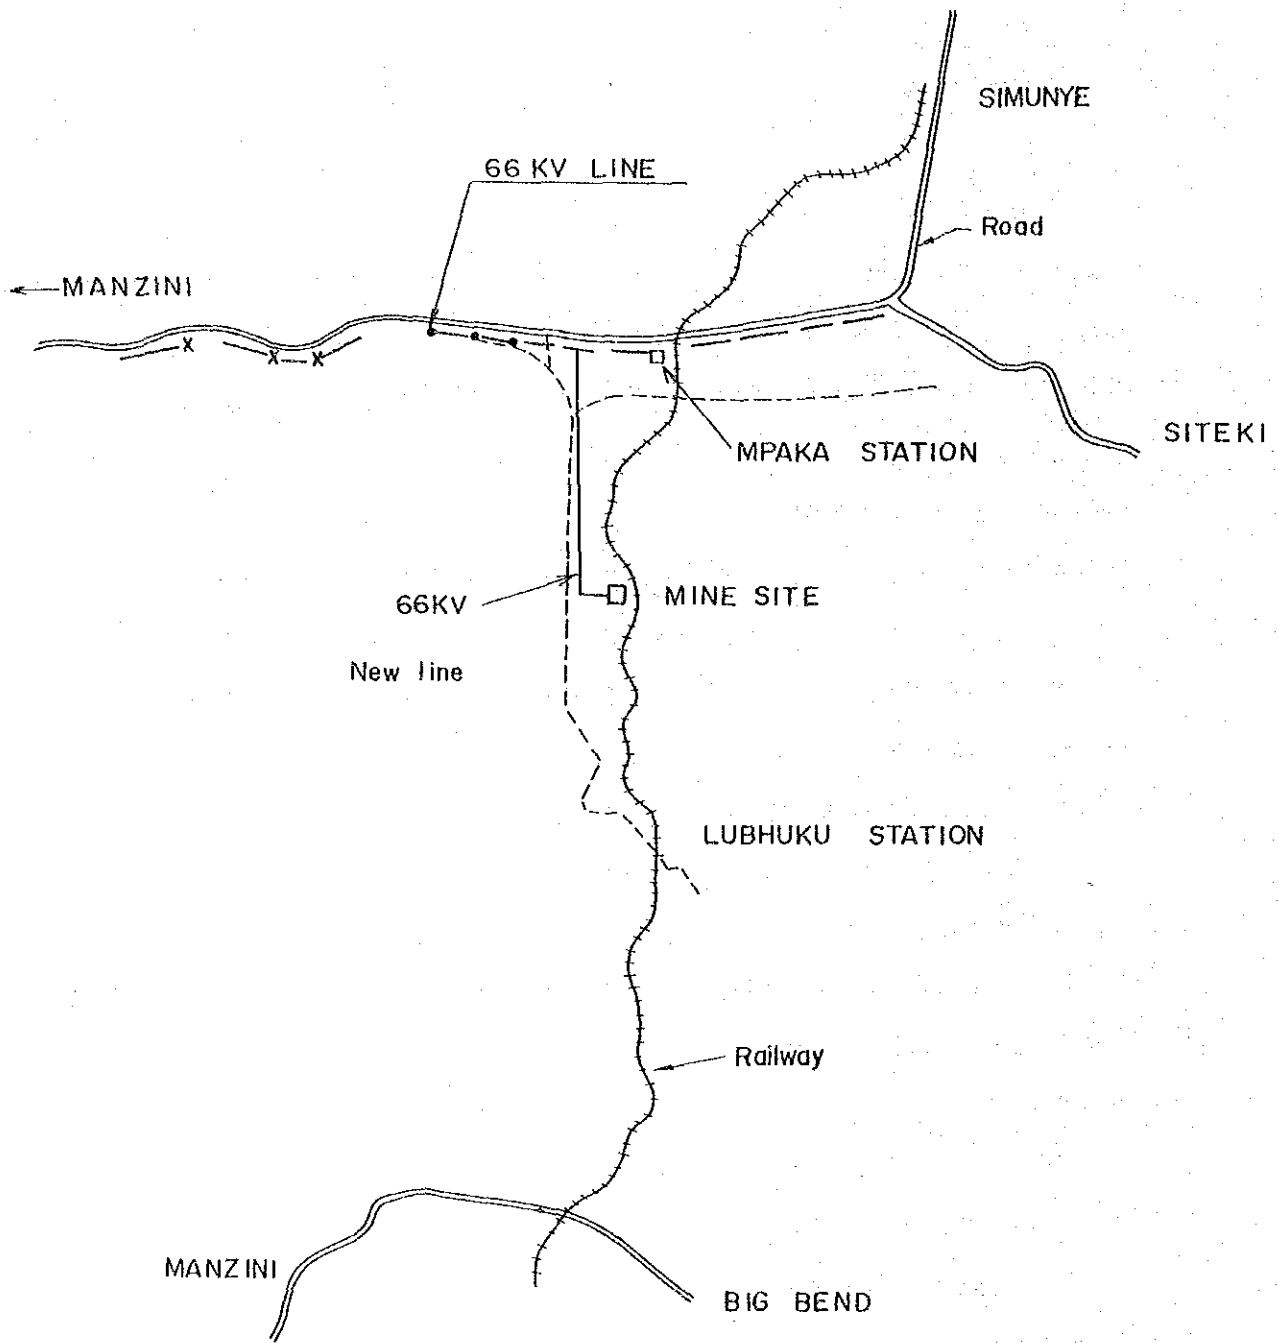 SIMUNYE
66 KV LINE
Road
MANZINI
SITEKI
MPAKA STATION
66KV
MINE SITE
New line
LUBHUKU STATION
Railway
MANZINI
BIG BEND